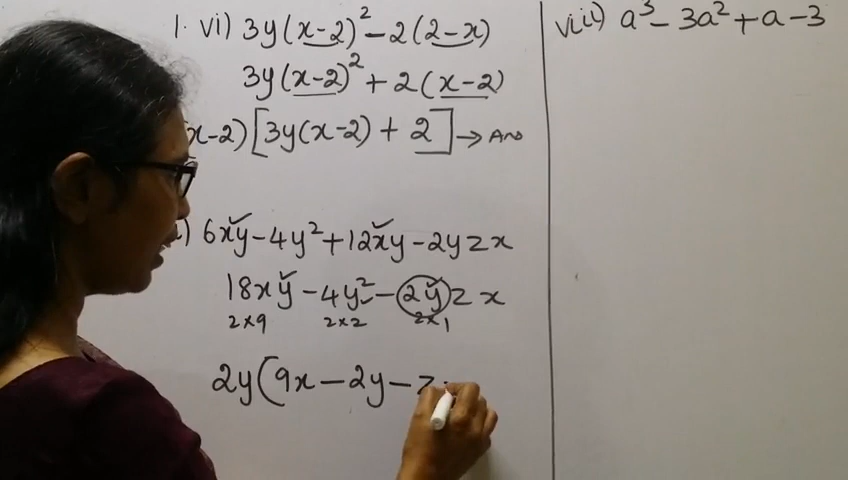 1. vi) 3y(x-2)² - 2(2-x)
3y(x-2)² + 2(x-2)
x-2)[3y(x-2) + 2] → Ans
) 6xy - 4y² + 12xy - 2yzx
18xy - 4y² - 2yzx
2×9 2×2 2×1
2y(9x - 2y - z
viii) a³ - 3a² + a - 3